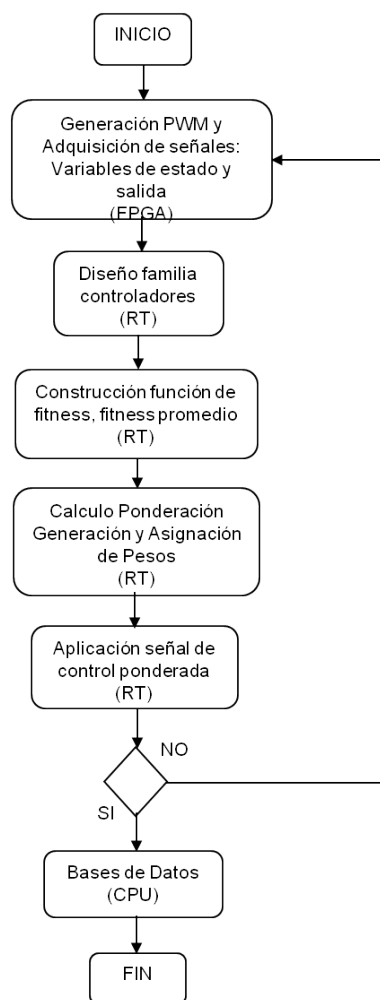 INICIO
Generación PWM y
Adquisición de señales:
Variables de estado y
salida
(FPGA)
Diseño familia
controladores
(RT)
Construcción función de
fitness, fitness promedio
(RT)
Calculo Ponderación
Generación y Asignación
de Pesos
(RT)
Aplicación señal de
control ponderada
(RT)
NO
SI
Bases de Datos
(CPU)
FIN